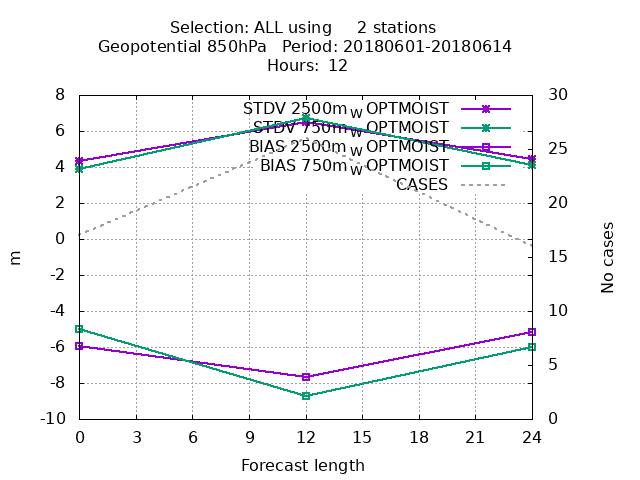 Selection: ALL using     2 stations
Geopotential 850hPa   Period: 20180601-20180614
Hours:  12
8
6
4
2
0
-2
-4
-6
-8
-10
30
25
20
15
10
5
0
STDV 2500m_W OPTMOIST
STDV 750m_W OPTMOIST
BIAS 2500m_W OPTMOIST
BIAS 750m_W OPTMOIST
CASES
m
No cases
0 3 6 9 12 15 18 21 24
Forecast length